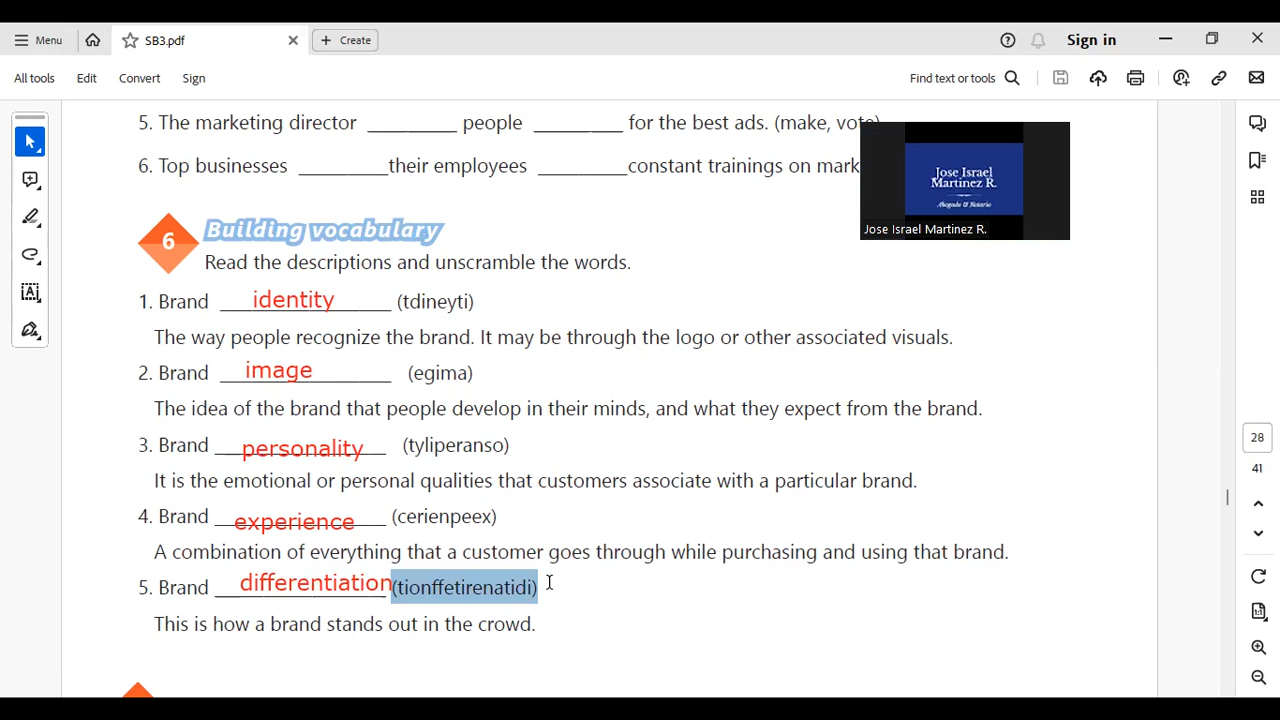 Menu
SB3.pdf
Create
Sign in
All tools
Edit
Convert
Sign
Find text or tools
5. The marketing director _________ people _________ for the best ads. (make, vote)
6. Top businesses _________their employees _________constant trainings on mark
Jose Israel
Martinez R.
Abogado & Notario
Jose Israel Martinez R.
6
Building vocabulary
Read the descriptions and unscramble the words.
1. Brand identity (tdineyti)
The way people recognize the brand. It may be through the logo or other associated visuals.
2. Brand image (egima)
The idea of the brand that people develop in their minds, and what they expect from the brand.
3. Brand personality (tyliperanso)
It is the emotional or personal qualities that customers associate with a particular brand.
4. Brand experience (cerienpeex)
A combination of everything that a customer goes through while purchasing and using that brand.
5. Brand differentiation (tionffetirenatidi)
This is how a brand stands out in the crowd.
28
41